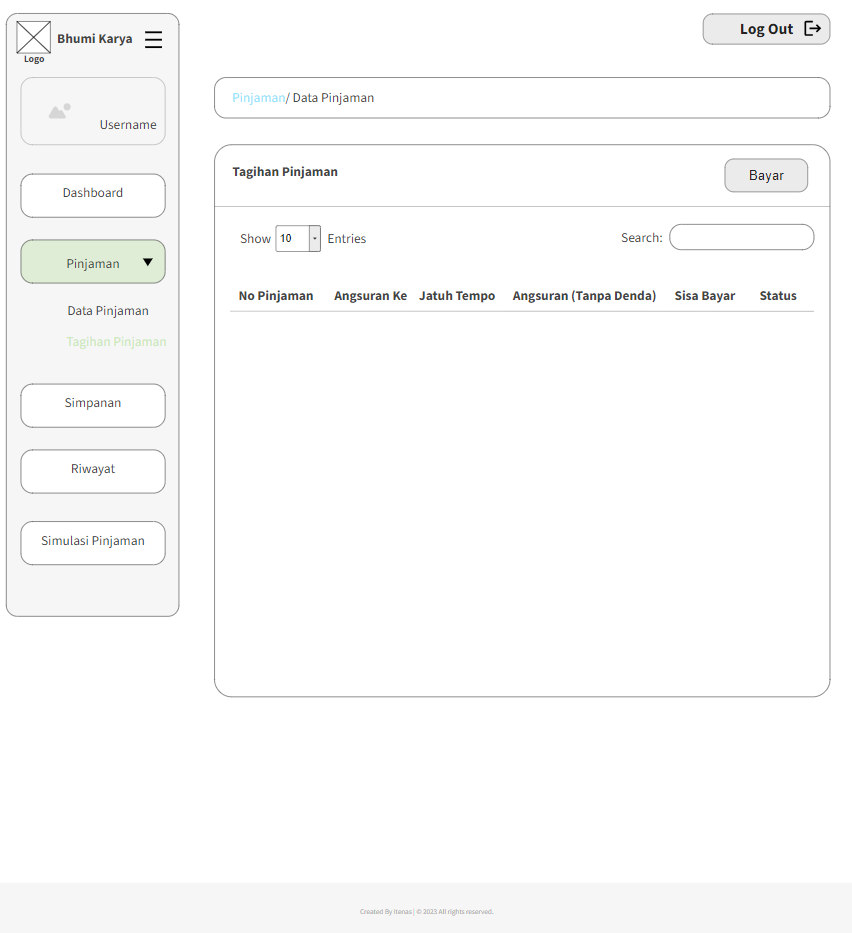 Bhumi Karya
Logo
Log Out
Username
Pinjaman/ Data Pinjaman
Dashboard
Pinjaman
Data Pinjaman
Tagihan Pinjaman
Simpanan
Riwayat
Simulasi Pinjaman
Tagihan Pinjaman
Bayar
Show 10 Entries
Search:
No Pinjaman Angsuran Ke Jatuh Tempo Angsuran (Tanpa Denda) Sisa Bayar Status
Created By Itenas | © 2023 All rights reserved.